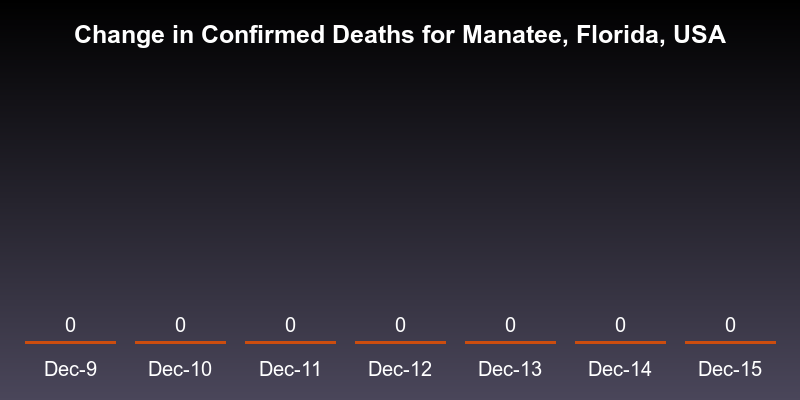 Change in Confirmed Deaths for Manatee, Florida, USA
0 0 0 0 0 0 0
Dec-9 Dec-10 Dec-11 Dec-12 Dec-13 Dec-14 Dec-15